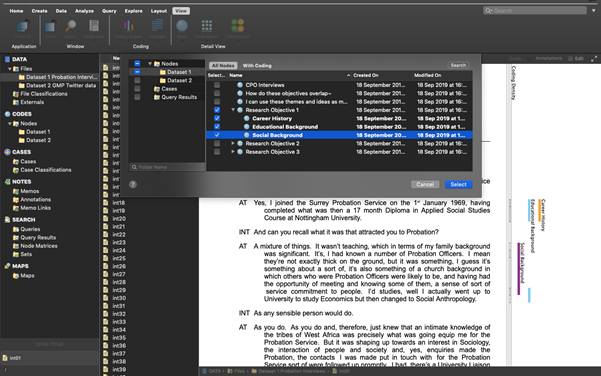 Home Create Data Analyze Query Explore Layout View
Search
Application Window Coding Detail View
DATA
Files
Dataset 1 Probation Intervi...
Dataset 2 GMP Twitter data
File Classifications
Externals
CODES
Nodes
Dataset 1
Dataset 2
CASES
Cases
Case Classifications
NOTES
Memos
Annotations
Memo Links
SEARCH
Queries
Query Results
Node Matrices
Sets
MAPS
Maps
int01
Nodes
Dataset 1
Dataset 2
Cases
Query Results
Folder Name
All Nodes With Coding Search
Select... Name Created On Modified On
CPO Interviews 18 September 201... 18 Sep 2019 at 16:...
How do these objectives overlap– 18 September 201... 18 Sep 2019 at 16:...
I can use these themes and ideas as m... 18 September 201... 18 Sep 2019 at 16:...
Research Objective 1 18 September 201... 18 Sep 2019 at 16:...
Career History 18 September 20... 18 Sep 2019 at 1...
Educational Background 18 September 20... 18 Sep 2019 at 1...
Social Background 18 September 20... 18 Sep 2019 at 1...
Research Objective 2 18 September 201... 18 Sep 2019 at 16:...
Research Objective 3 18 September 201... 18 Sep 2019 at 16:...
Cancel Select
Annotations Edit
Coding Density
Career History
Educational Background
Social Background
int18
int19
int20
int21
int22
int23
int24
int25
int26
int27
int28
int29
int30
int31
int32
int33
int34
int35
int36
int37
int38
int39
AT Yes, I joined the Surrey Probation Service on the 1st January 1969, having
completed what was then a 17 month Diploma in Applied Social Studies
Course at Nottingham University.
INT And can you recall what it was that attracted you to Probation?
AT A mixture of things. It wasn't teaching, which in terms of my family background
was significant. It's, I had known a number of Probation Officers. I mean
they're not exactly thick on the ground, but it was something, I guess it's
something about a sort of, it's also something of a church background in
which others who were Probation Officers were likely to be, and having had
the opportunity of meeting and knowing some of them, a sense of sort of
service commitment to people. I'd studies, well I actually went up to
University to study Economics but then changed to Social Anthropology.
INT As any sensible person would do.
AT As you do. As you do and, therefore, just knew that an intimate knowledge of
the tribes of West Africa was precisely what was going equip me for the
Probation Service. But it was shaping up towards an interest in Sociology,
the interaction of people and society and, yes, enquiries made the
Probation, the contacts I was made put in touch with for the Probation
Service sort of were followed up promptly. I had, there's a University Liaison
DATA Files Dataset 1 Probation Interviews int01